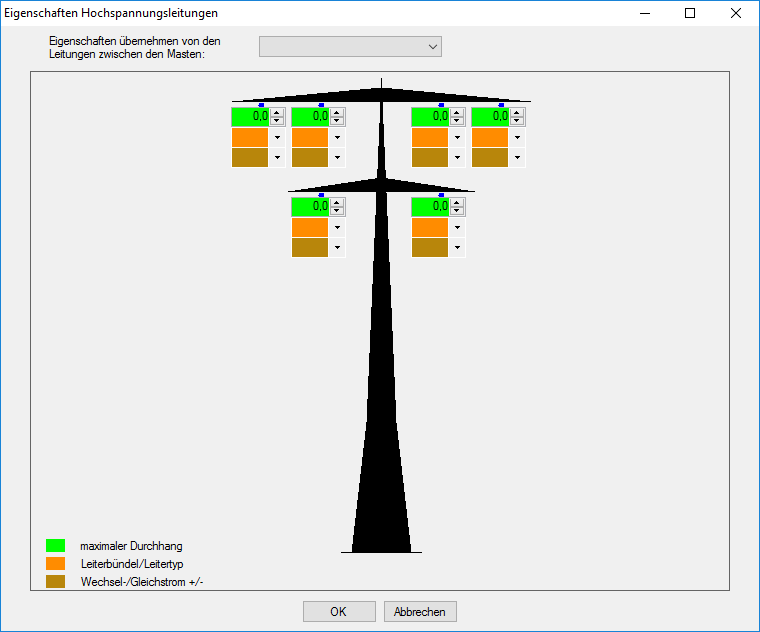 Eigenschaften Hochspannungsleitungen
Eigenschaften übernehmen von den
Leitungen zwischen den Masten:
0,0 0,0 0,0 0,0
0,0 0,0
maximaler Durchhang
Leiterbündel/Leitertyp
Wechsel-/Gleichstrom +/-
OK Abbrechen